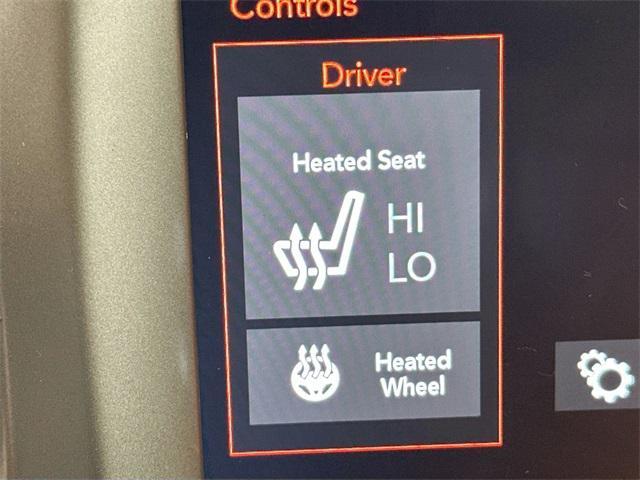 Controls
Driver
Heated Seat
HI
LO
Heated
Wheel